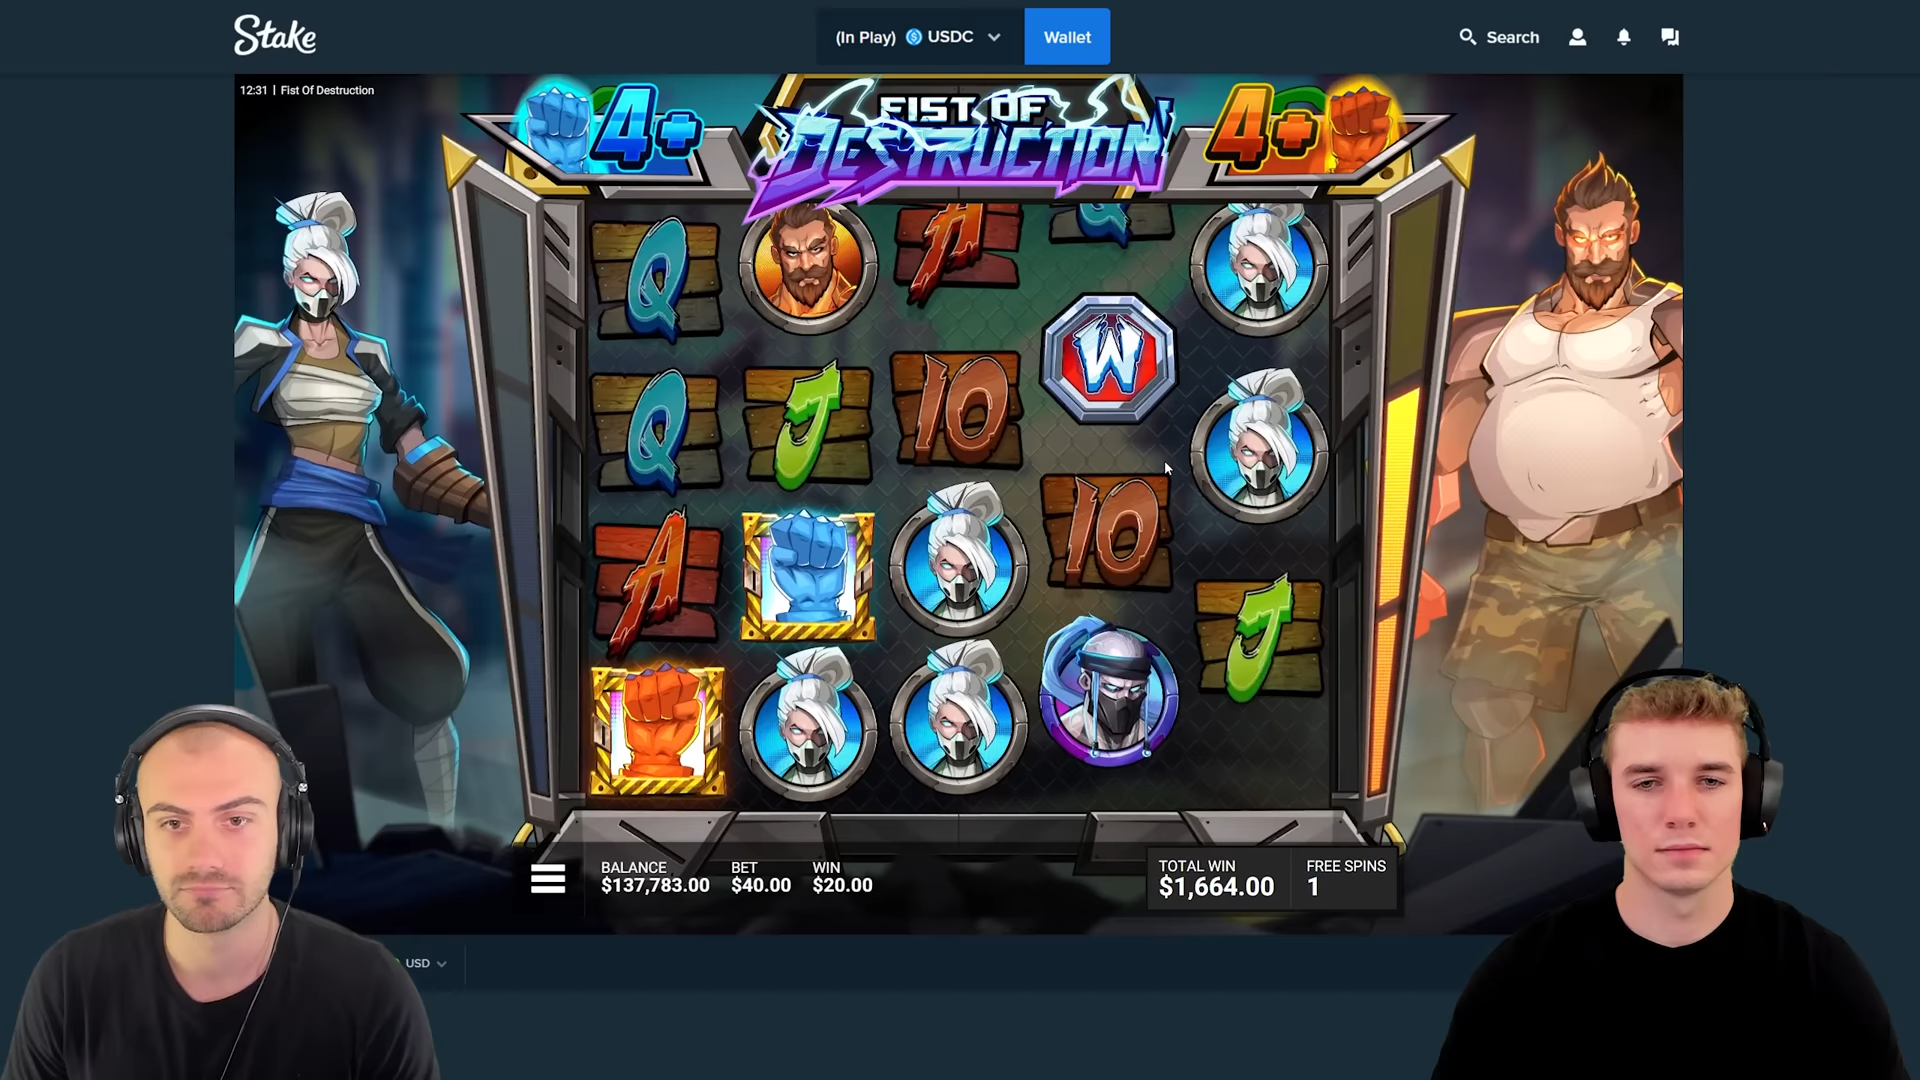 Stake
(In Play) USDC
Wallet
Search
12:31 | Fist Of Destruction
4+
FIST OF
DESTRUCTION
4+
Q
A
Q
W
Q
J
10
A
10
J
BALANCE
$137,783.00
BET
$40.00
WIN
$20.00
TOTAL WIN
$1,664.00
FREE SPINS
1
USD